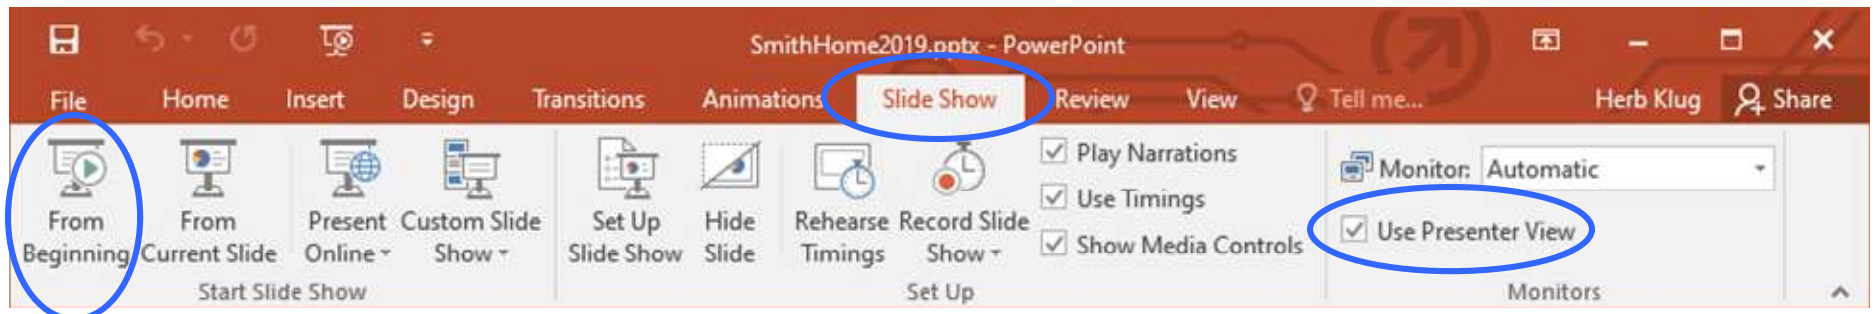 SmithHome2019.pptx - PowerPoint
File Home Insert Design Transitions Animations Slide Show Review View Tell me... Herb Klug Share
From Beginning
From Current Slide
Present Online
Custom Slide Show
Set Up Slide Show
Hide Slide
Rehearse Timings
Record Slide Show
Play Narrations
Use Timings
Show Media Controls
Monitor: Automatic
Use Presenter View
Start Slide Show
Set Up
Monitors